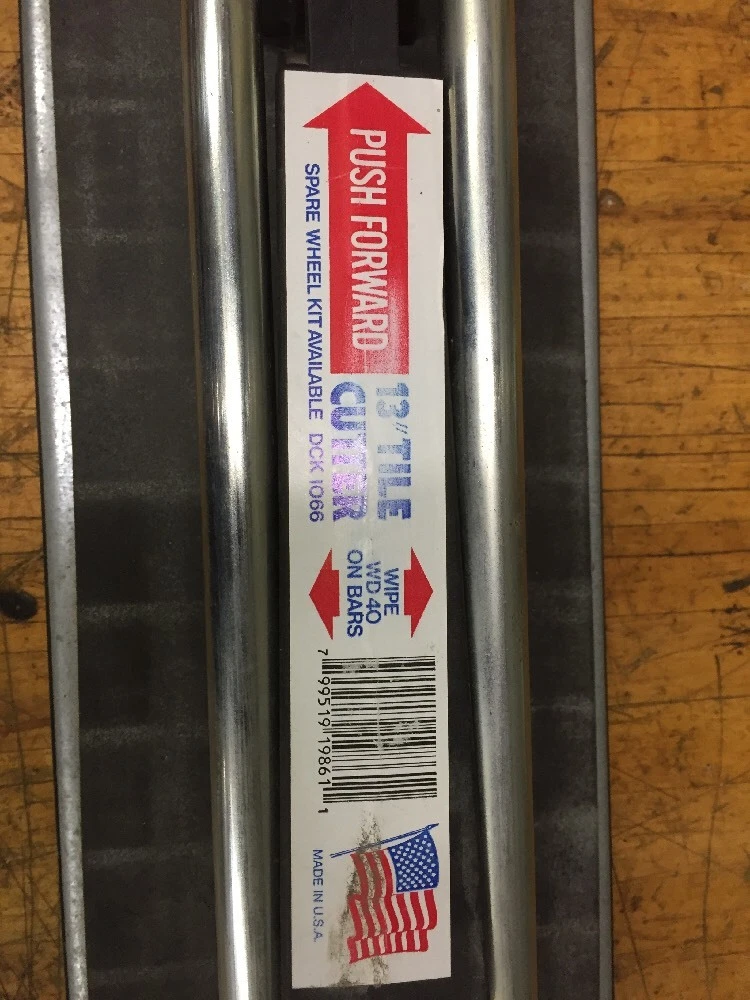 PUSH FORWARD
13" TILE
CUTTER
SPARE WHEEL KIT AVAILABLE DCK 1066
WIPE
WD 40
ON BARS
7 99519 19861 1
MADE IN U.S.A.